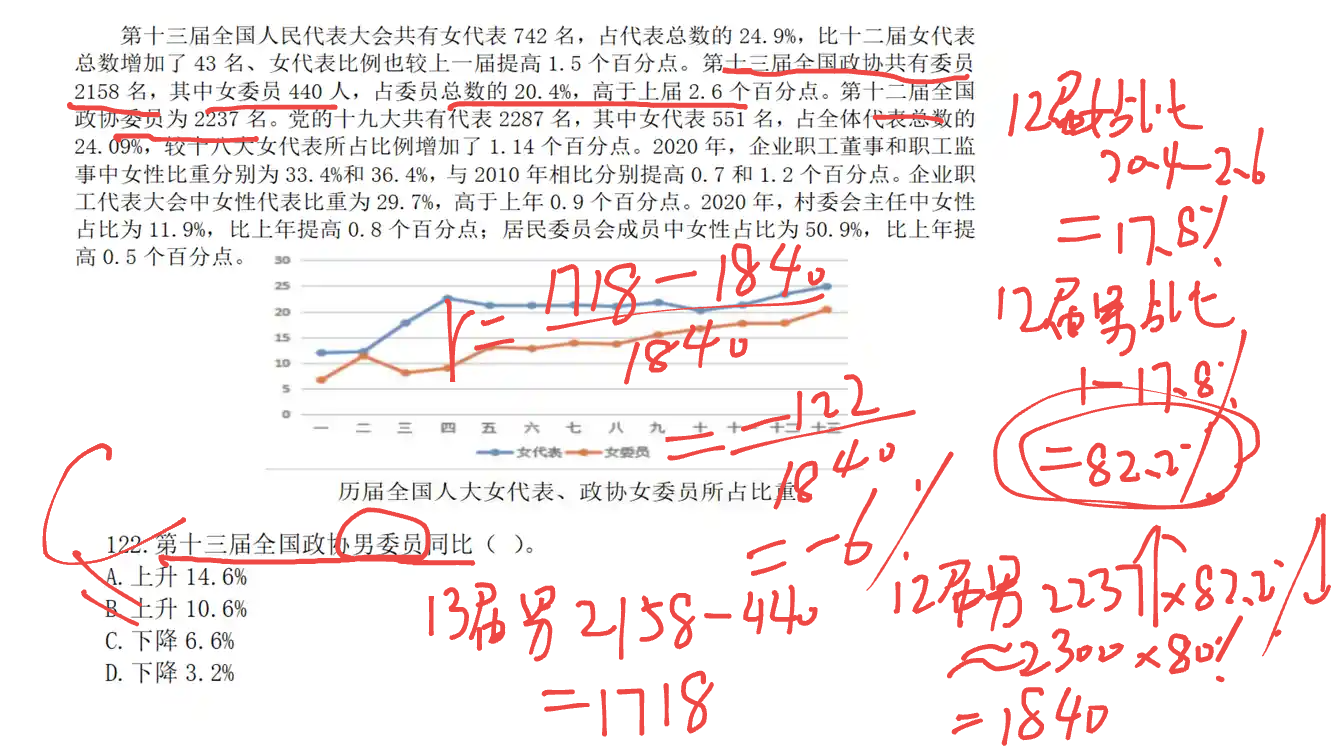 第十三届全国人民代表大会共有女代表 742 名，占代表总数的 24.9%，比十二届女代表
总数增加了 43 名、女代表比例也较上一届提高 1.5 个百分点。第十三届全国政协共有委员
2158 名，其中女委员 440 人，占委员总数的 20.4%，高于上届 2.6 个百分点。第十二届全国
政协委员为 2237 名。党的十九大共有代表 2287 名，其中女代表 551 名，占全体代表总数的
24.09%，较十八大女代表所占比例增加了 1.14 个百分点。2020 年，企业职工董事和职工监
事中女性比重分别为 33.4%和 36.4%，与 2010 年相比分别提高 0.7 和 1.2 个百分点。企业职
工代表大会中女性代表比重为 29.7%，高于上年 0.9 个百分点。2020 年，村委会主任中女性
占比为 11.9%，比上年提高 0.8 个百分点；居民委员会成员中女性占比为 50.9%，比上年提
高 0.5 个百分点。
12届女占比
20.4-2.6
=17.8%
12届男占比
1-17.8%
=82.2%
30
25
20
15
10
5
0
一 二 三 四 五 六 七 八 九 十 十一 十二 十三
女代表 女委员
r=
1718-1840
1840
=
-122
1840
=-6%
历届全国人大女代表、政协女委员所占比重
122.第十三届全国政协男委员同比（ ）。
A.上升 14.6%
B.上升 10.6%
C.下降 6.6%
D.下降 3.2%
13届男 2158-440
=1718
12届男 2237↑×82.2%↓
≈2300×80%
=1840